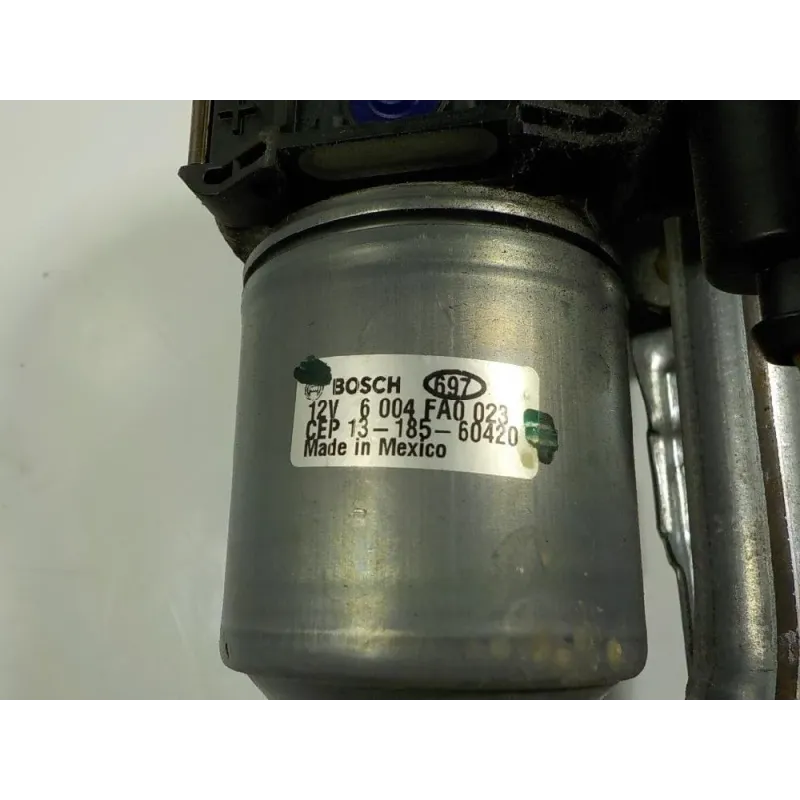 BOSCH 697
12V 6 004 FA0 023
CEP 13-185-60420
Made in Mexico